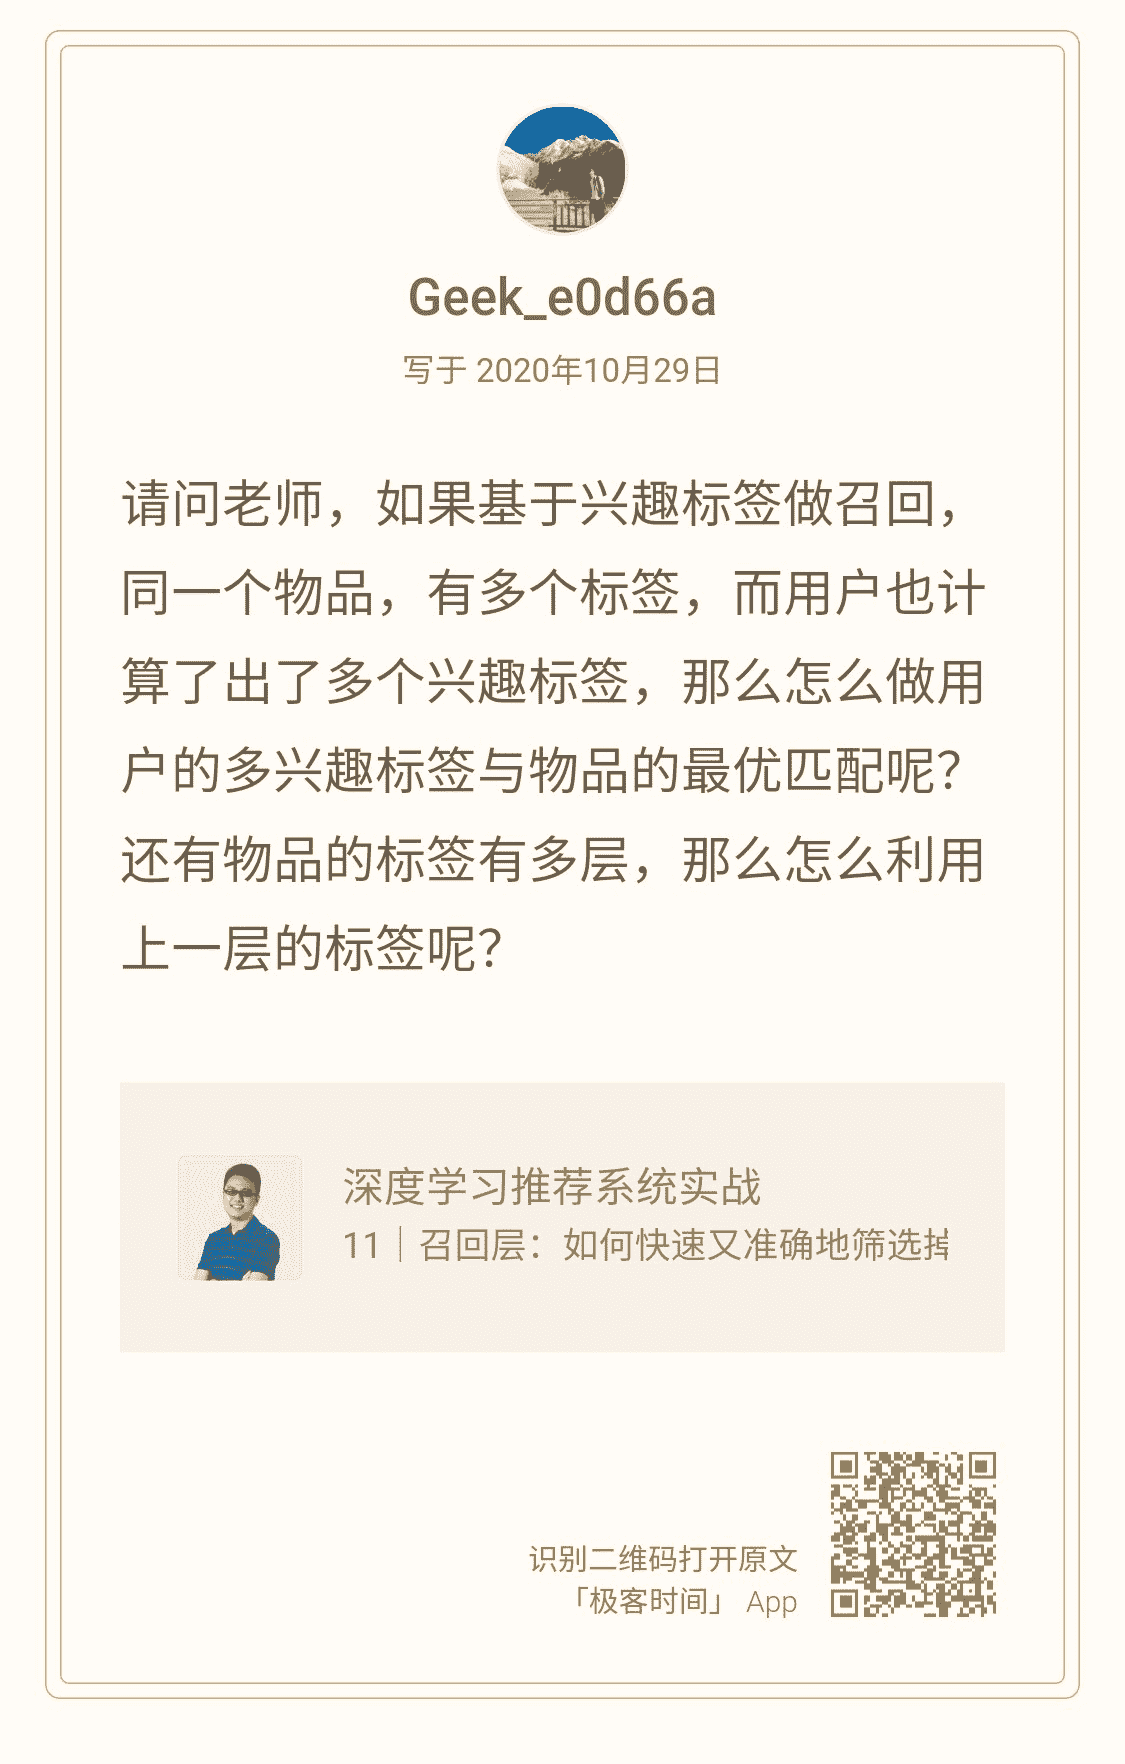 Geek_e0d66a
写于 2020年10月29日
请问老师，如果基于兴趣标签做召回，
同一个物品，有多个标签，而用户也计
算了出了多个兴趣标签，那么怎么做用
户的多兴趣标签与物品的最优匹配呢？
还有物品的标签有多层，那么怎么利用
上一层的标签呢？
深度学习推荐系统实战
11｜召回层：如何快速又准确地筛选掉
识别二维码打开原文
「极客时间」 App